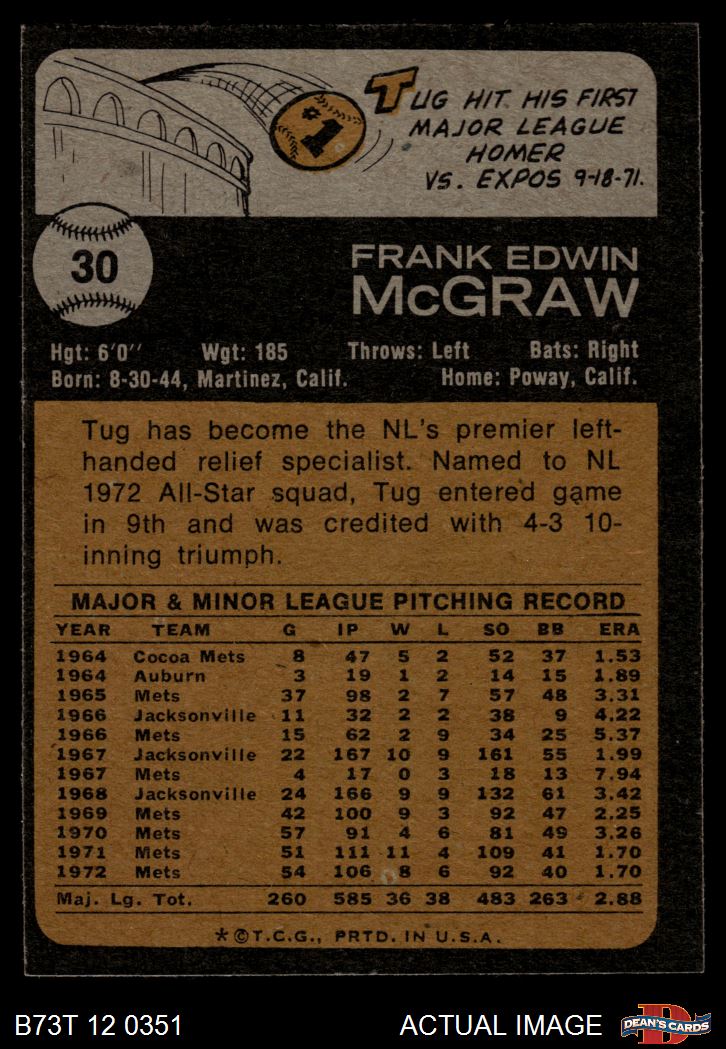 #1
TUG HIT HIS FIRST
MAJOR LEAGUE
HOMER
VS. EXPOS 9-18-71.
30
FRANK EDWIN
McGRAW
Hgt: 6'0'' Wgt: 185 Throws: Left Bats: Right
Born: 8-30-44, Martinez, Calif. Home: Poway, Calif.
Tug has become the NL's premier left-
handed relief specialist. Named to NL
1972 All-Star squad, Tug entered game
in 9th and was credited with 4-3 10-
inning triumph.
MAJOR & MINOR LEAGUE PITCHING RECORD
YEAR TEAM G IP W L SO BB ERA
1964 Cocoa Mets 8 47 5 2 52 37 1.53
1964 Auburn 3 19 1 2 14 15 1.89
1965 Mets 37 98 2 7 57 48 3.31
1966 Jacksonville 11 32 2 2 38 9 4.22
1966 Mets 15 62 2 9 34 25 5.37
1967 Jacksonville 22 167 10 9 161 55 1.99
1967 Mets 4 17 0 3 18 13 7.94
1968 Jacksonville 24 166 9 9 132 61 3.42
1969 Mets 42 100 9 3 92 47 2.25
1970 Mets 57 91 4 6 81 49 3.26
1971 Mets 51 111 11 4 109 41 1.70
1972 Mets 54 106 8 6 92 40 1.70
Maj. Lg. Tot. 260 585 36 38 483 263 2.88
*©T.C.G., PRTD. IN U.S.A.
B73T 12 0351 ACTUAL IMAGE DEAN'S CARDS